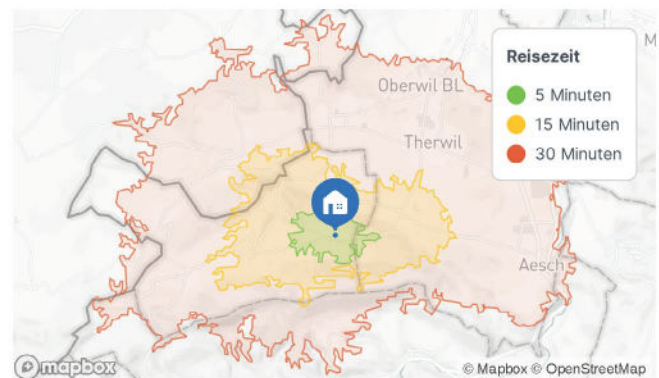 Reisezeit
5 Minuten
15 Minuten
30 Minuten
M
Oberwil BL
Therwil
Aesch
mapbox
© Mapbox © OpenStreetMap